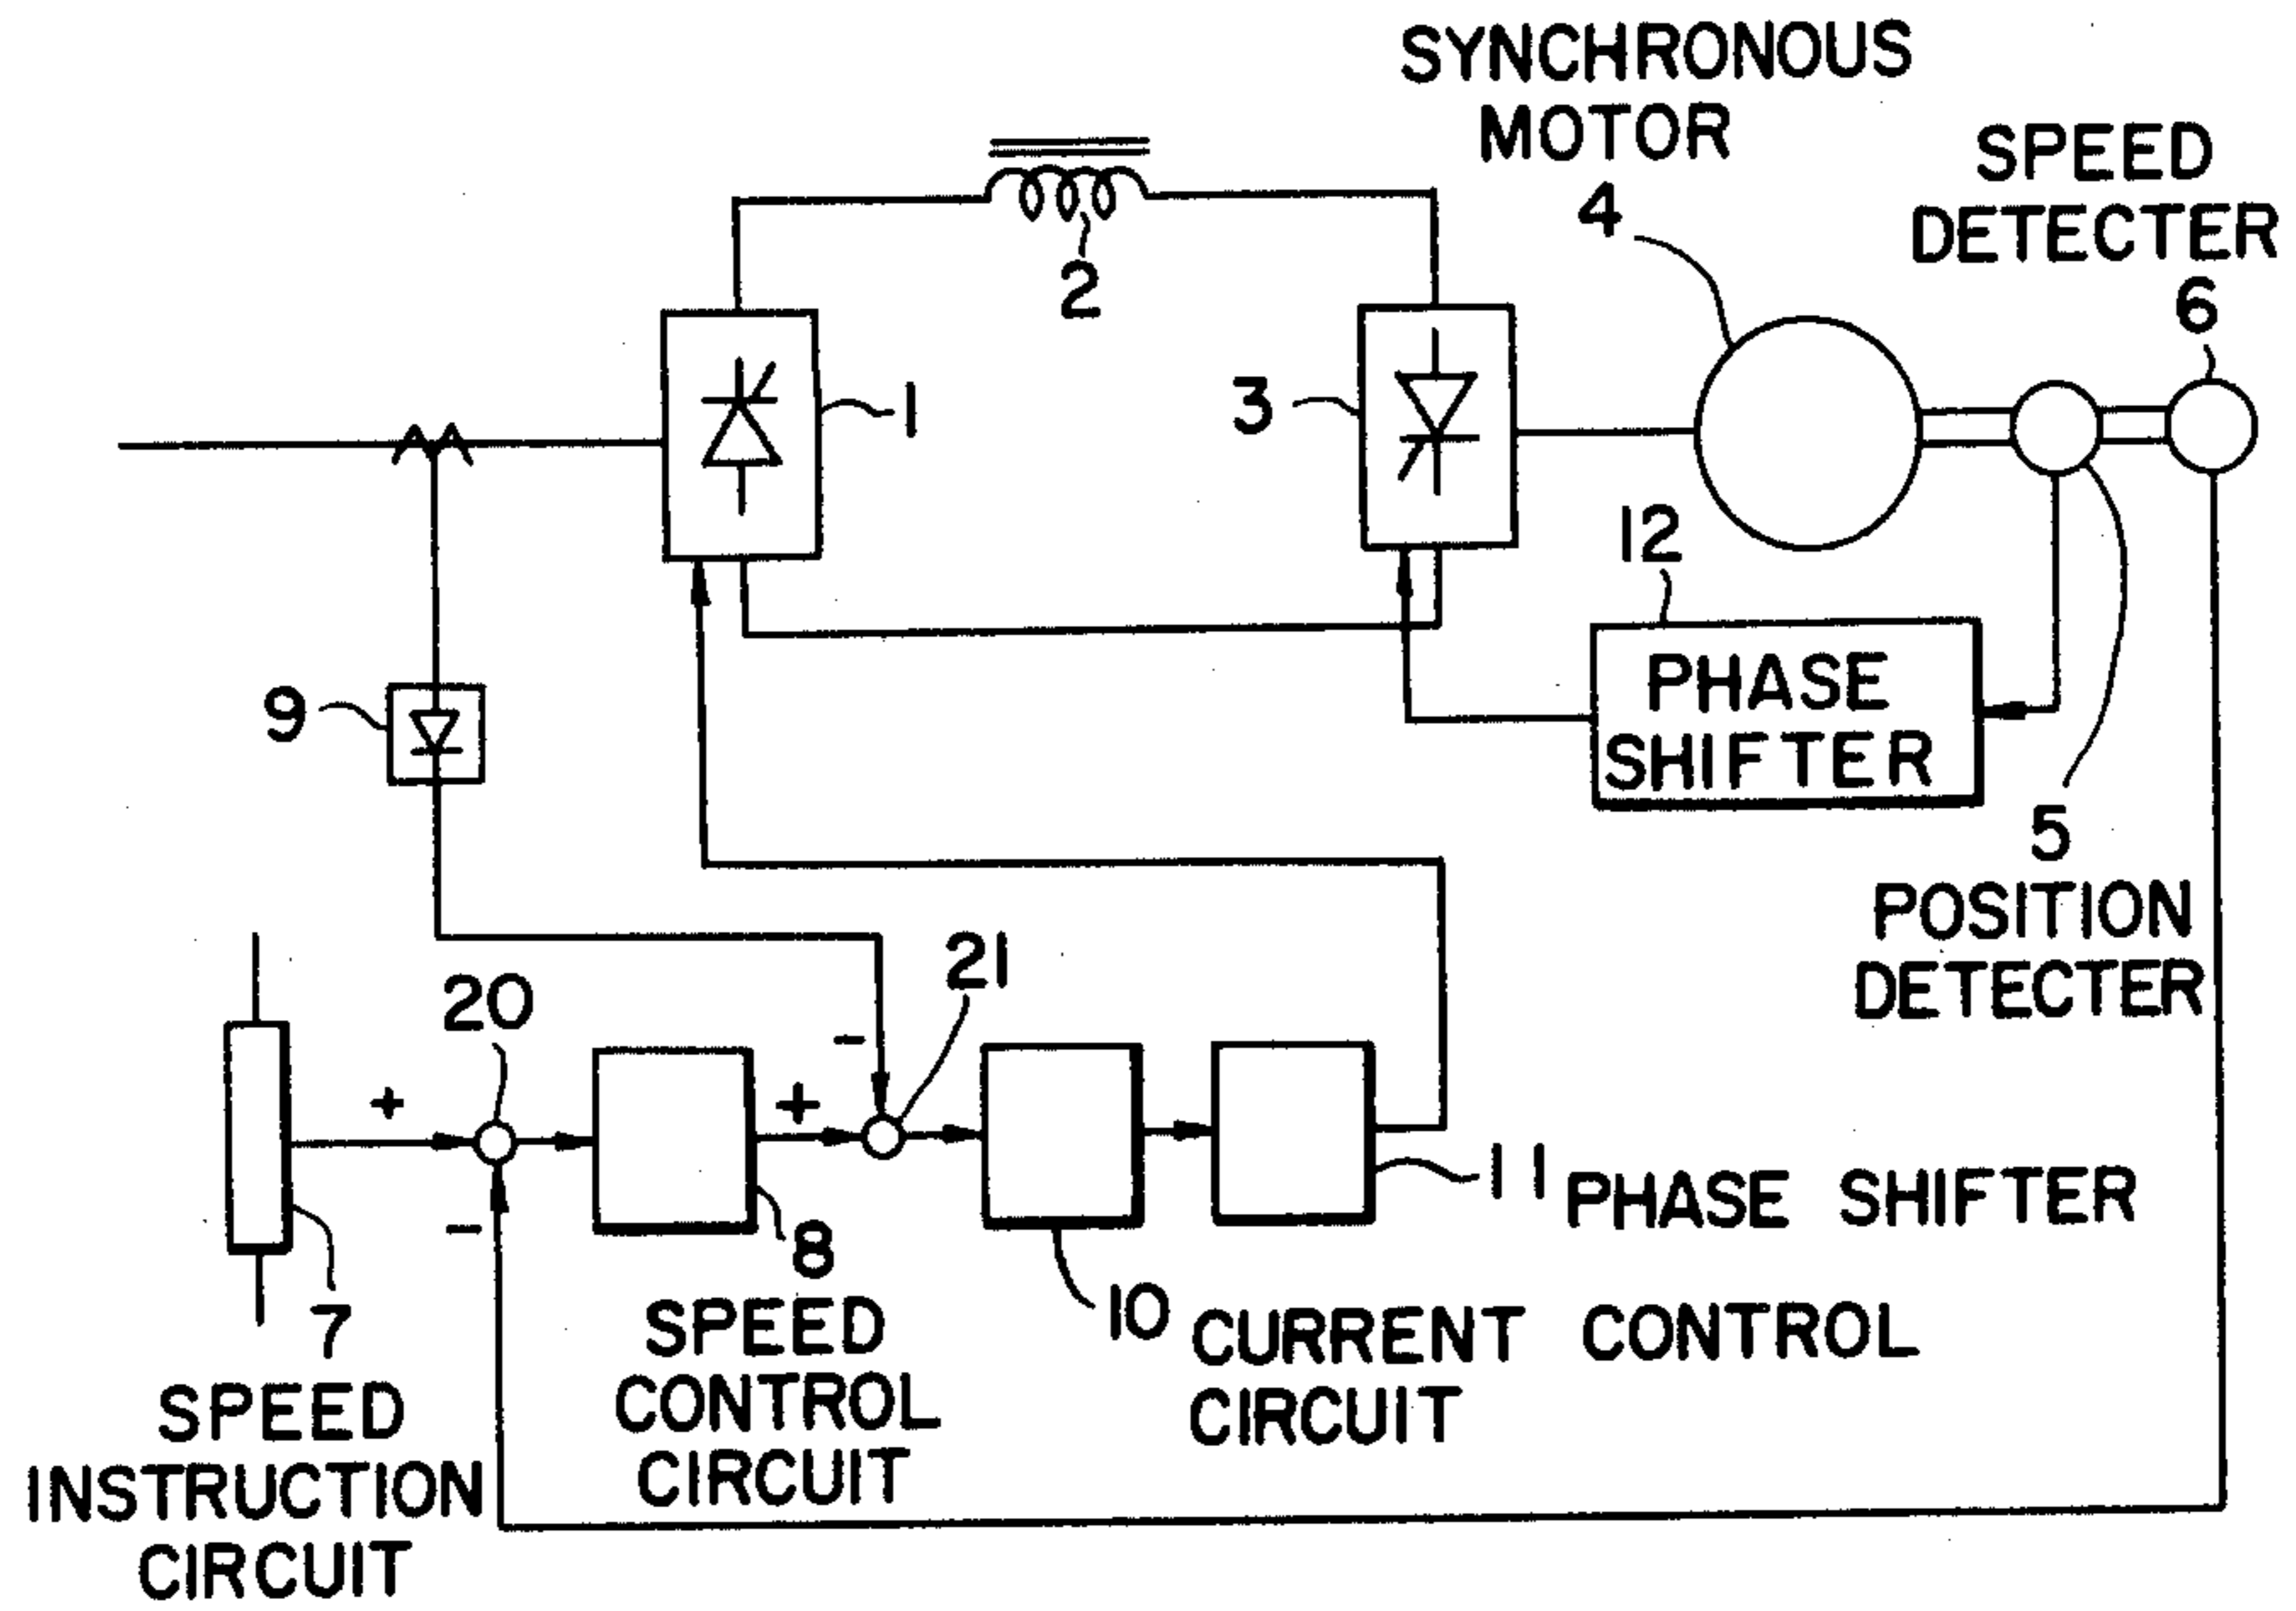 SYNCHRONOUS
MOTOR
4
SPEED
DETECTER
6
2
1
3
12
PHASE
SHIFTER
9
5
POSITION
DETECTER
20
21
+
-
+
-
7
SPEED
INSTRUCTION
CIRCUIT
8
SPEED
CONTROL
CIRCUIT
10 CURRENT CONTROL
CIRCUIT
11 PHASE SHIFTER